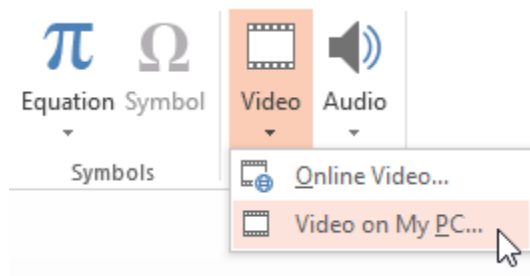 π Ω
Equation Symbol Video Audio
Symbols
Online Video...
Video on My PC...